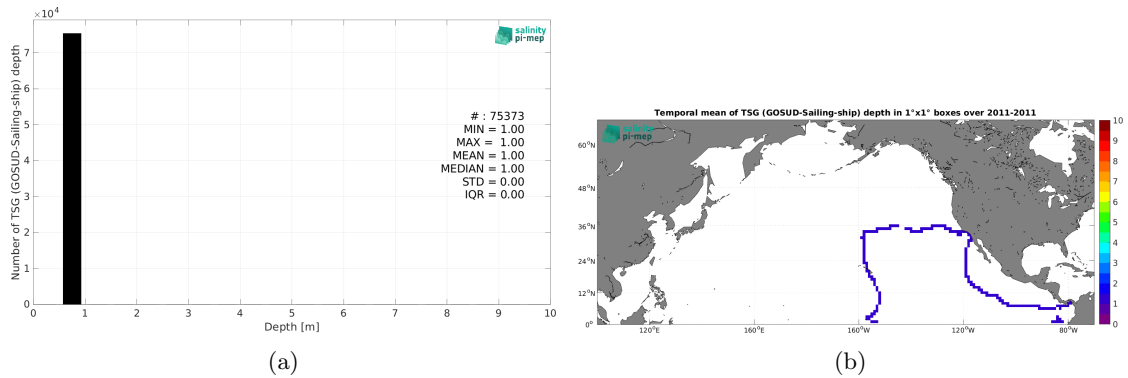 ×10⁴
salinity
pi-mep
7
6
5
4
3
2
1
0
Number of TSG (GOSUD-Sailing-ship) depth
# : 75373
MIN = 1.00
MAX = 1.00
MEAN = 1.00
MEDIAN = 1.00
STD = 0.00
IQR = 0.00
0 1 2 3 4 5 6 7 8 9 10
Depth [m]
(a)
Temporal mean of TSG (GOSUD-Sailing-ship) depth in 1°x1° boxes over 2011-2011
salinity
pi-mep
60°N
48°N
36°N
24°N
12°N
0°
120°E 160°E 160°W 120°W 80°W
10
9
8
7
6
5
4
3
2
1
0
(b)